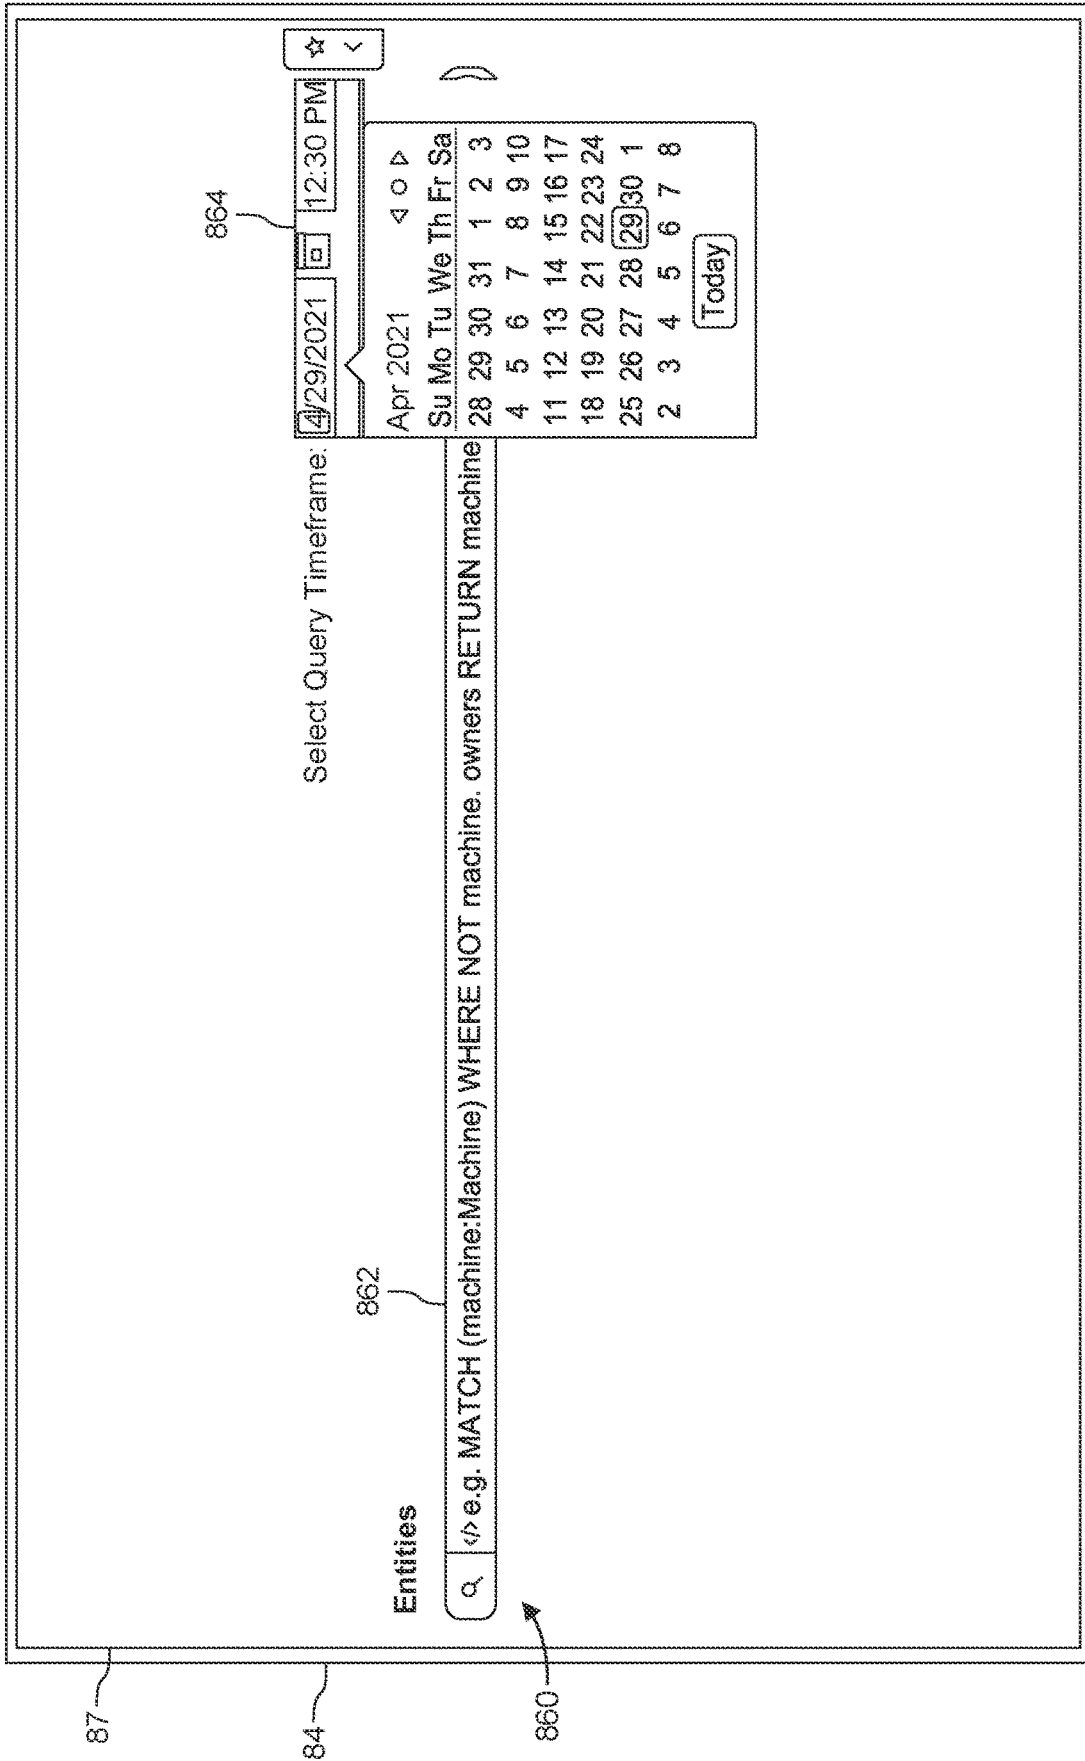 87
84
864
Select Query Timeframe: 4/29/2021 12:30 PM
862
Entities
Apr 2021
Su Mo Tu We Th Fr Sa
</> e.g. MATCH (machine:Machine) WHERE NOT machine. owners RETURN machine
28 29 30 31 1 2 3
4 5 6 7 8 9 10
11 12 13 14 15 16 17
18 19 20 21 22 23 24
25 26 27 28 29 30 1
2 3 4 5 6 7 8
Today
860